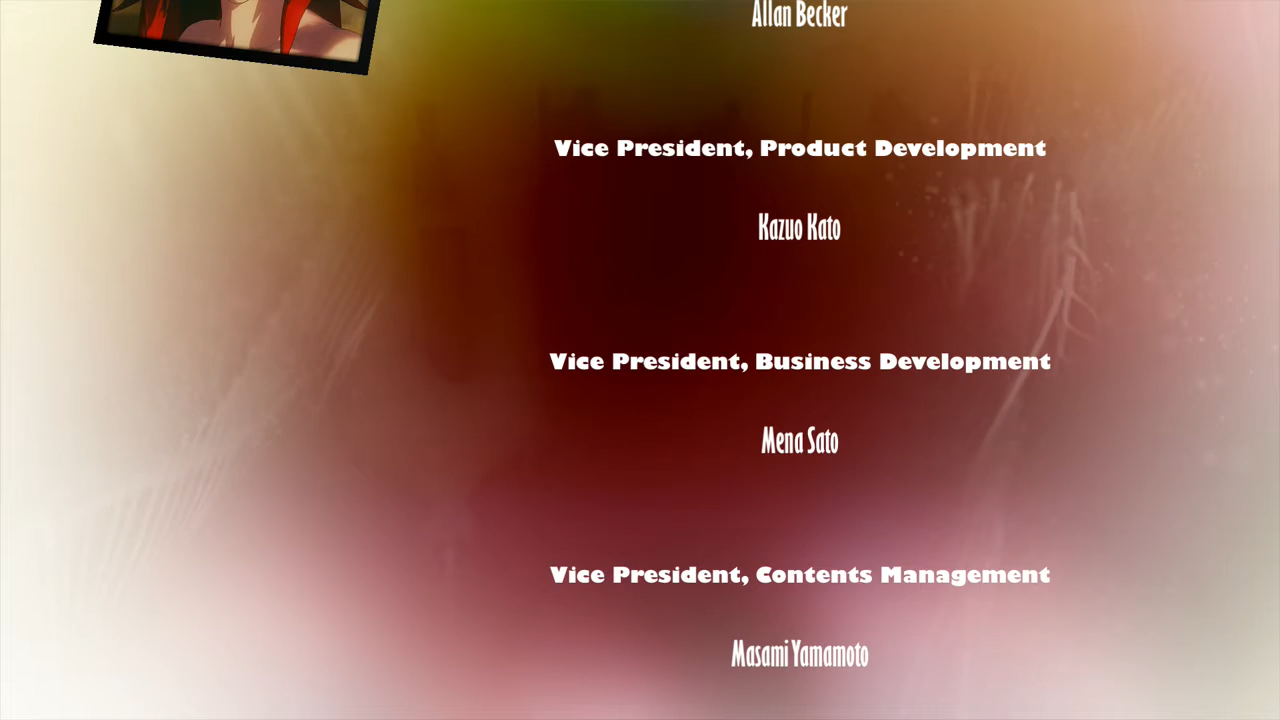 Allan Becker
Vice President, Product Development
Kazuo Kato
Vice President, Business Development
Mena Sato
Vice President, Contents Management
Masami Yamamoto